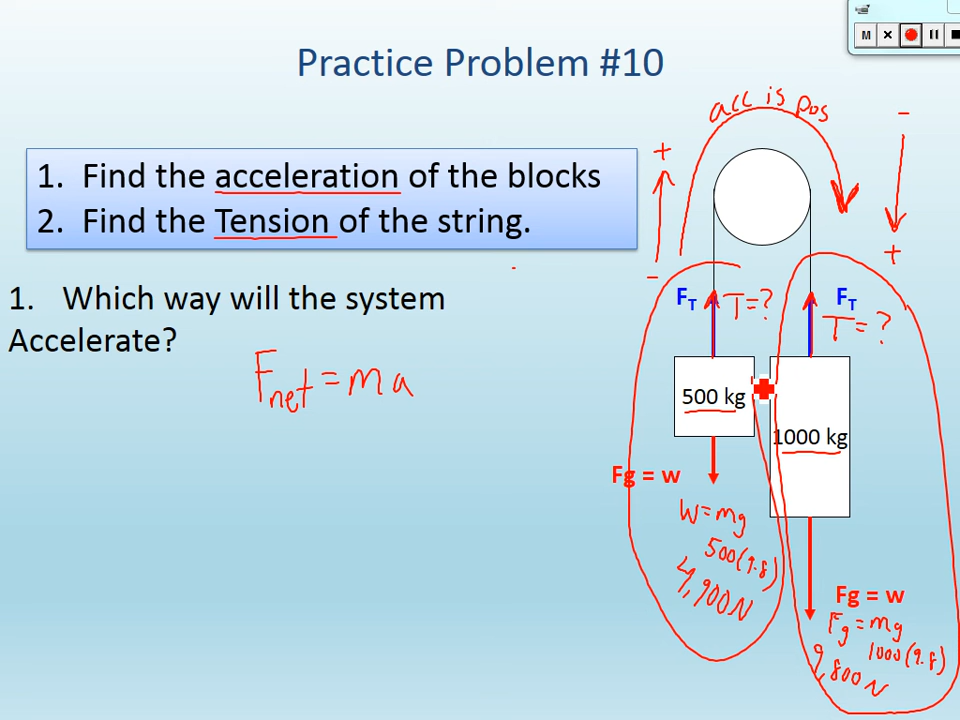 M
Practice Problem #10
acc is pos
1. Find the acceleration of the blocks
2. Find the Tension of the string.
+
-
-
+
1. Which way will the system
Accelerate?
Fnet = ma
FT
T=?
FT
T=?
500 kg
1000 kg
Fg = w
W=mg
500(9.8)
4,900N
Fg = w
Fg = mg
1000(9.8)
9,800N